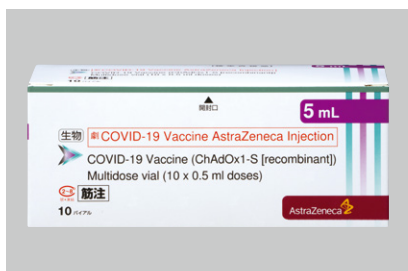 開封口
5 mL
生物
劇 COVID-19 Vaccine AstraZeneca Injection
COVID-19 Vaccine (ChAdOx1-S [recombinant])
Multidose vial (10 x 0.5 ml doses)
筋注
10 バイアル
AstraZeneca